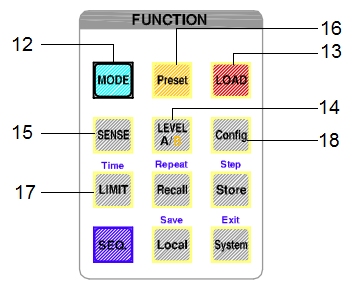 FUNCTION
12
16
13
MODE
Preset
LOAD
14
15
SENSE
LEVEL
A/B
Config
18
Time
Repeat
Step
17
LIMIT
Recall
Store
Save
Exit
SEQ.
Local
System